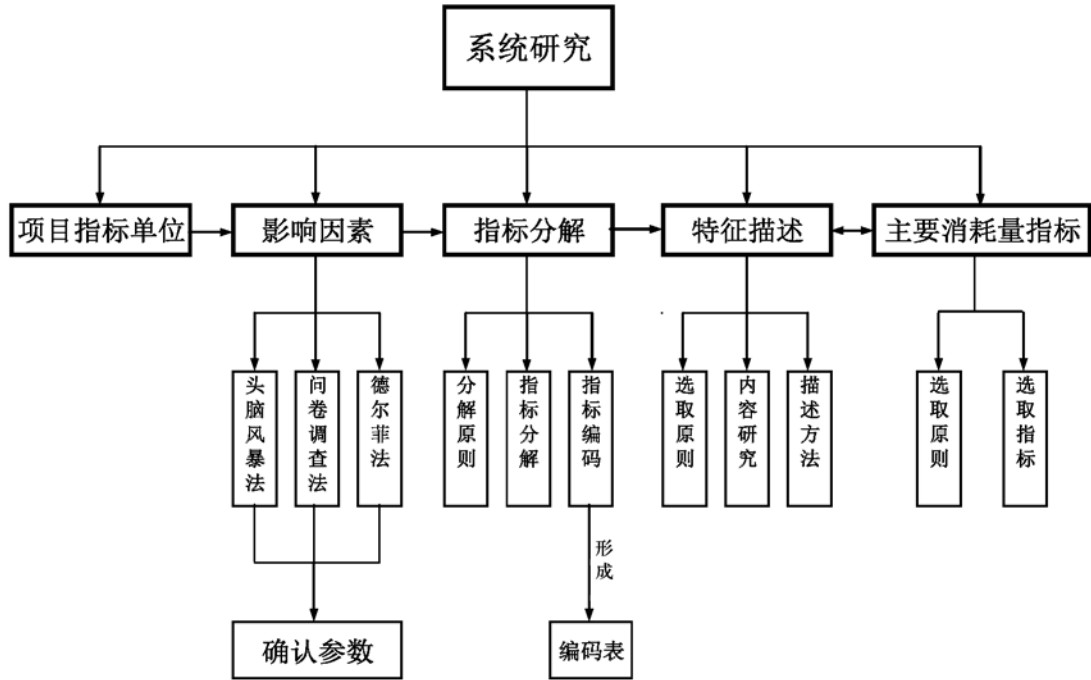 系统研究
项目指标单位
影响因素
指标分解
特征描述
主要消耗量指标
头脑风暴法
问卷调查法
德尔菲法
分解原则
指标分解
指标编码
选取原则
内容研究
描述方法
选取原则
选取指标
形成
确认参数
编码表